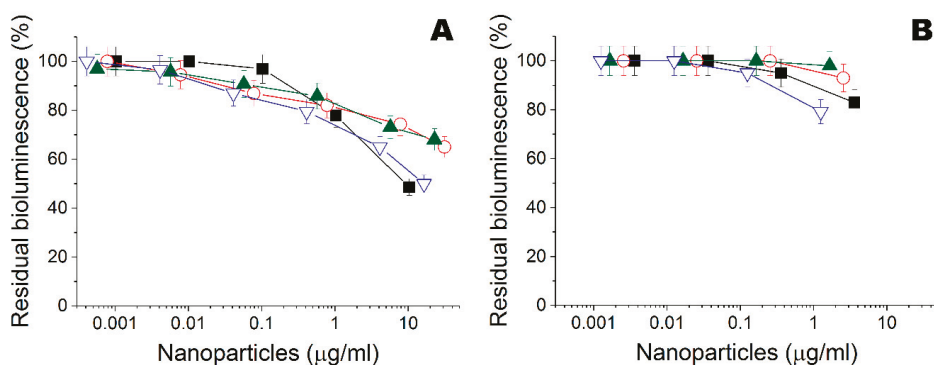 A
Residual bioluminescence (%)
100
80
60
40
20
0
0.001 0.01 0.1 1 10
Nanoparticles (μg/ml)
B
Residual bioluminescence (%)
100
80
60
40
20
0
0.001 0.01 0.1 1 10
Nanoparticles (μg/ml)